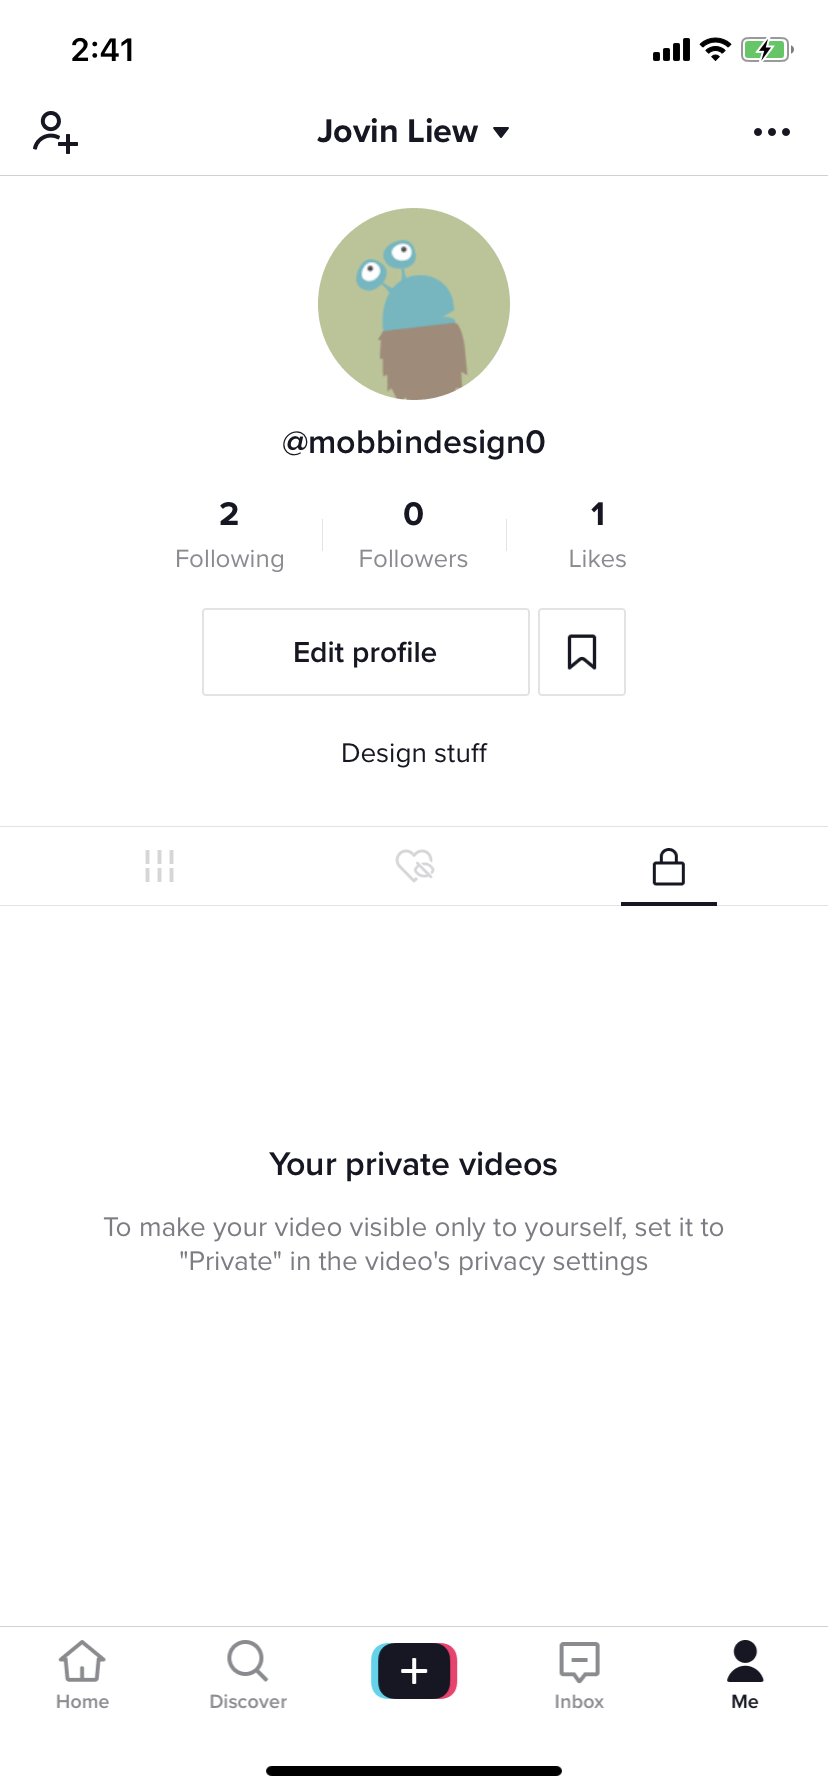 2:41
Jovin Liew
@mobbindesign0
2
Following
0
Followers
1
Likes
Edit profile
Design stuff
Your private videos
To make your video visible only to yourself, set it to
"Private" in the video's privacy settings
Home
Discover
Inbox
Me